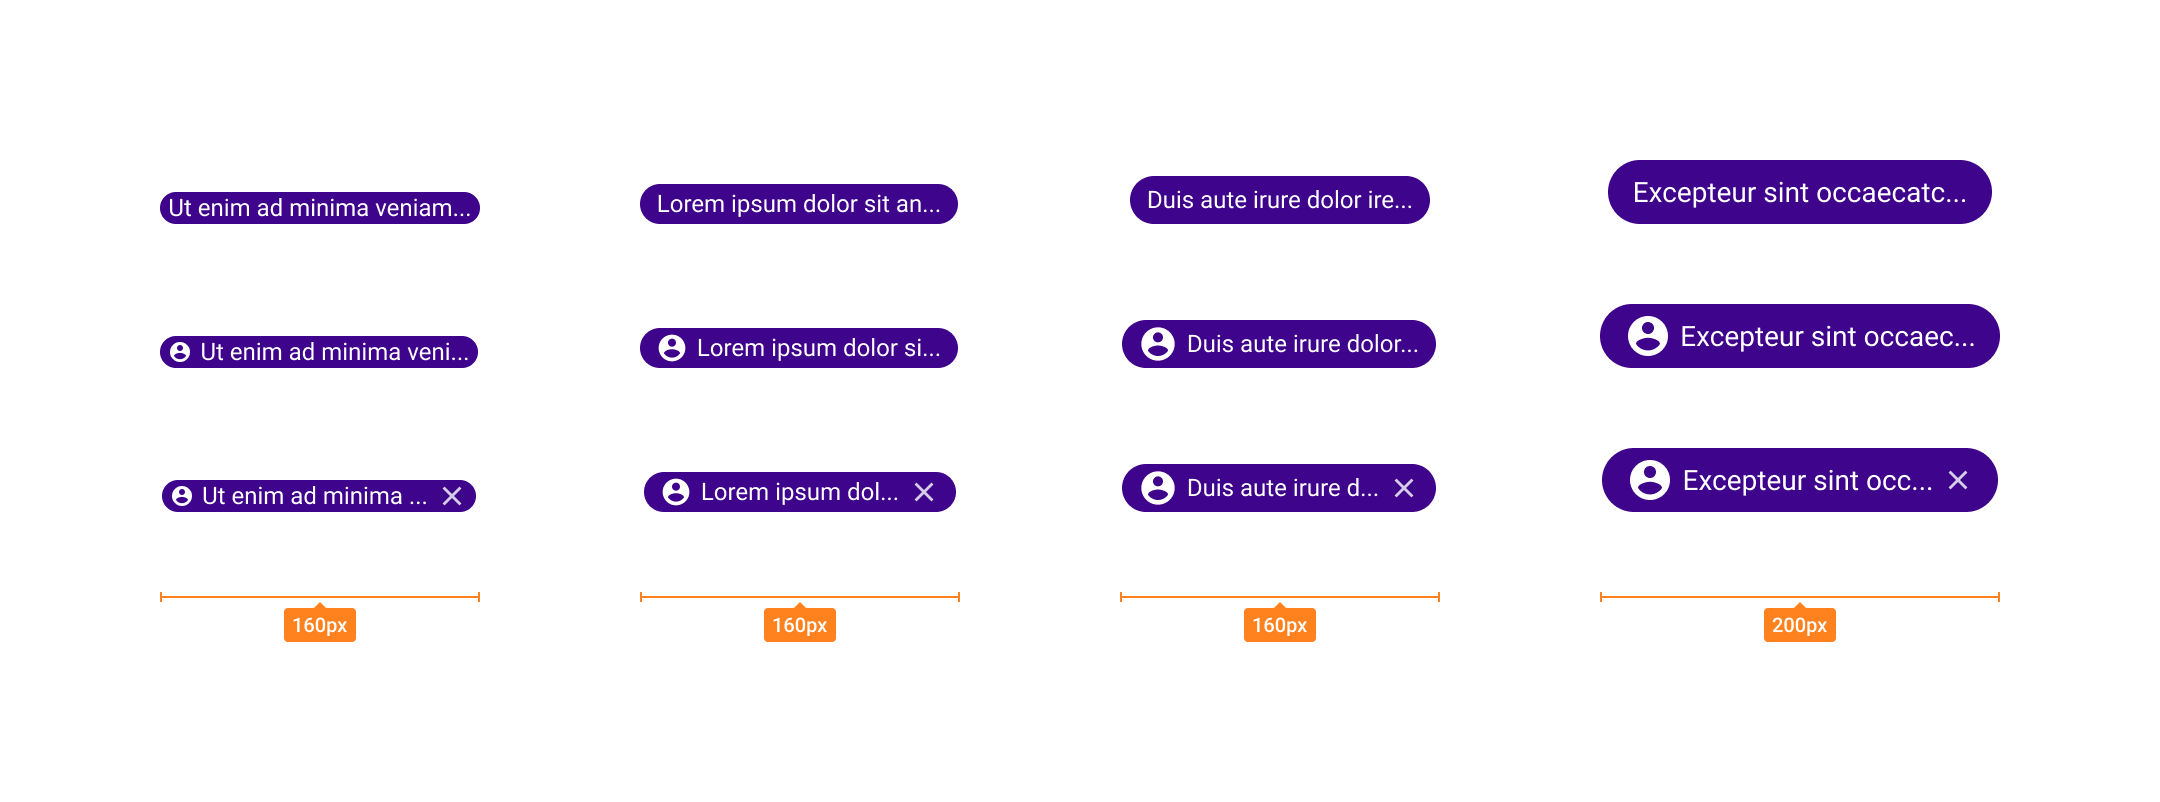 Ut enim ad minima veniam...
Lorem ipsum dolor sit an...
Duis aute irure dolor ire...
Excepteur sint occaecatc...
Ut enim ad minima veni...
Lorem ipsum dolor si...
Duis aute irure dolor...
Excepteur sint occaec...
Ut enim ad minima ...
Lorem ipsum dol...
Duis aute irure d...
Excepteur sint occ...
160px
160px
160px
200px